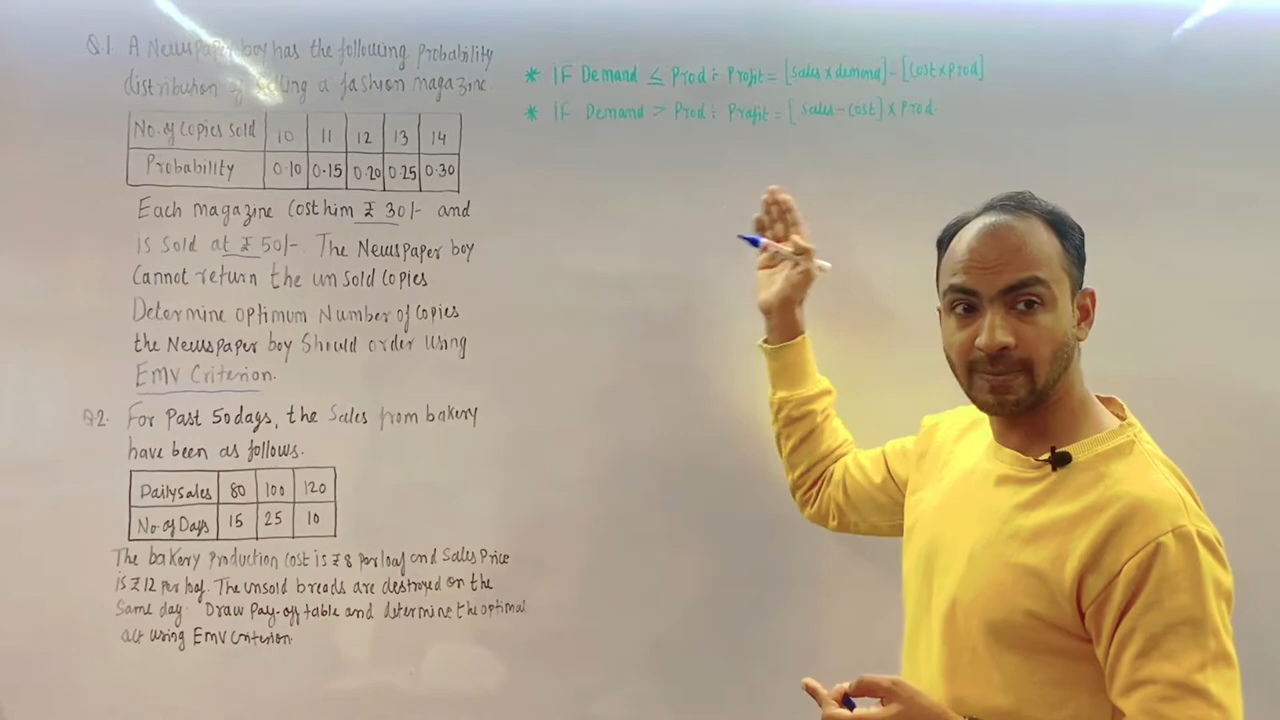 Q.1. A Newspaper boy has the following probability
distribution of selling a fashion magazine
No. of Copies Sold 10 11 12 13 14
Probability 0.10 0.15 0.20 0.25 0.30
Each magazine Cost him ₹ 30/- and
is sold at ₹ 50/-. The Newspaper boy
Cannot return the unsold Copies
Determine optimum Number of Copies
the Newspaper boy Should order Using
EMV Criterion.
Q.2. For Past 50 days, the Sales from bakery
have been as follows.
Daily Sales 80 100 120
No. of Days 15 25 10
The bakery Production Cost is ₹ 8 Per loaf and Sales Price
is ₹ 12 Per loaf. The unsold breads are destroyed on the
Same day. Draw Pay-off table and determine the optimal
act using EMV Criterion.
* IF Demand ≤ Prod : Profit = [Sales x demand] - [Cost x Prod]
* IF Demand > Prod : Profit = [Sales - Cost] x Prod